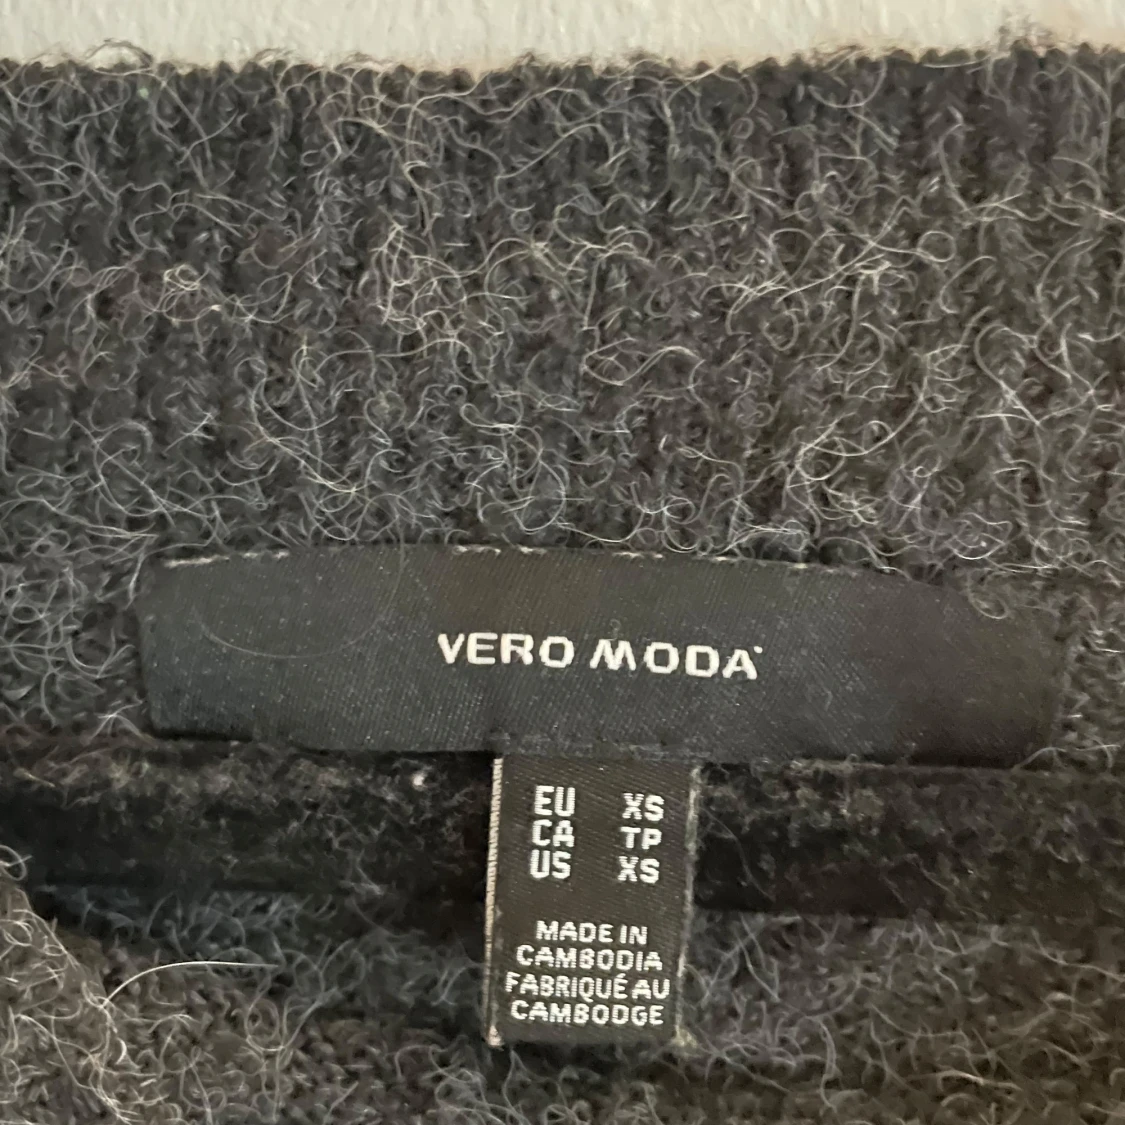 VERO MODA
EU XS
CA TP
US XS
MADE IN
CAMBODIA
FABRIQUÉ AU
CAMBODGE